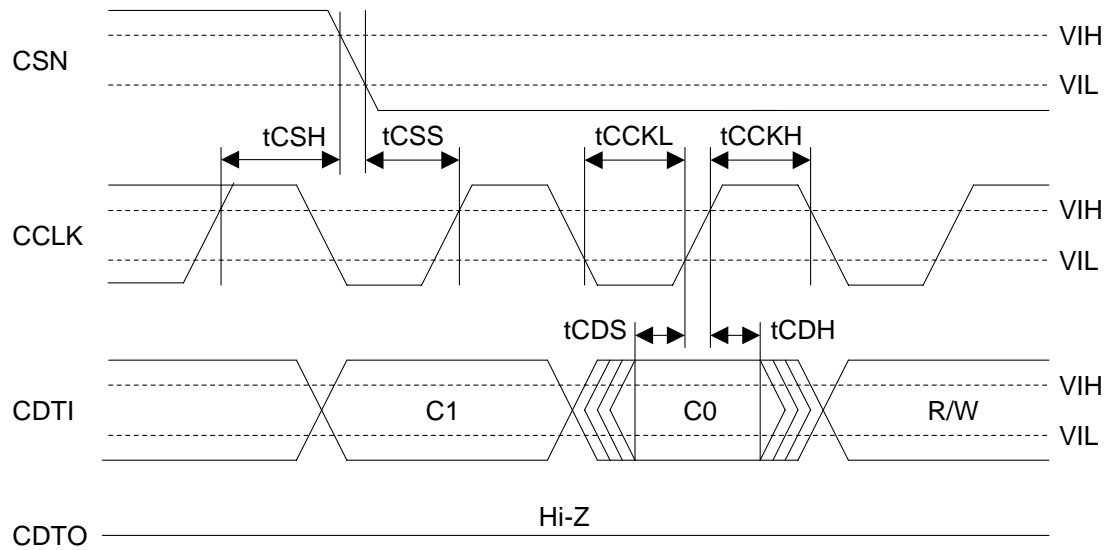 CSN
VIH
VIL
tCSH
tCSS
tCCKL
tCCKH
CCLK
VIH
VIL
tCDS
tCDH
CDTI
C1
C0
R/W
VIH
VIL
CDTO
Hi-Z